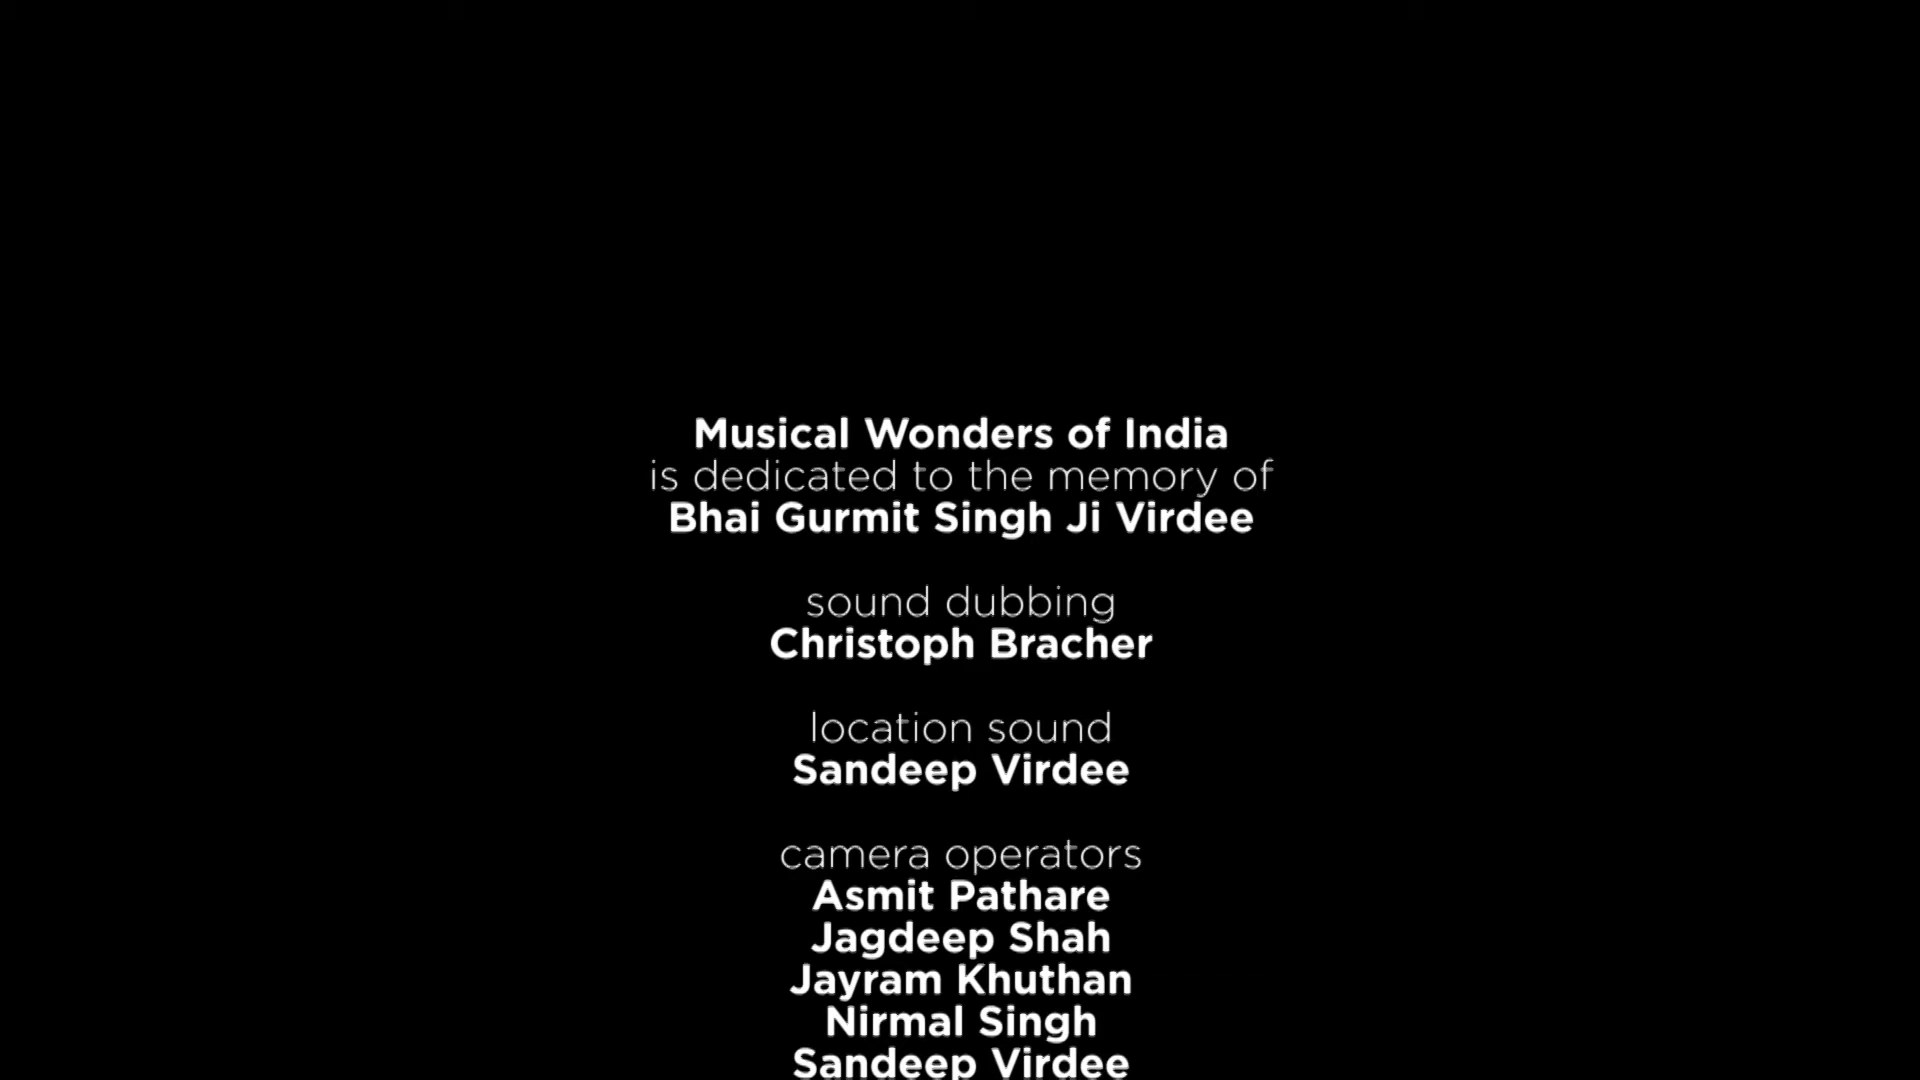 Musical Wonders of India
is dedicated to the memory of
Bhai Gurmit Singh Ji Virdee
sound dubbing
Christoph Bracher
location sound
Sandeep Virdee
camera operators
Asmit Pathare
Jagdeep Shah
Jayram Khuthan
Nirmal Singh
Sandeep Virdee